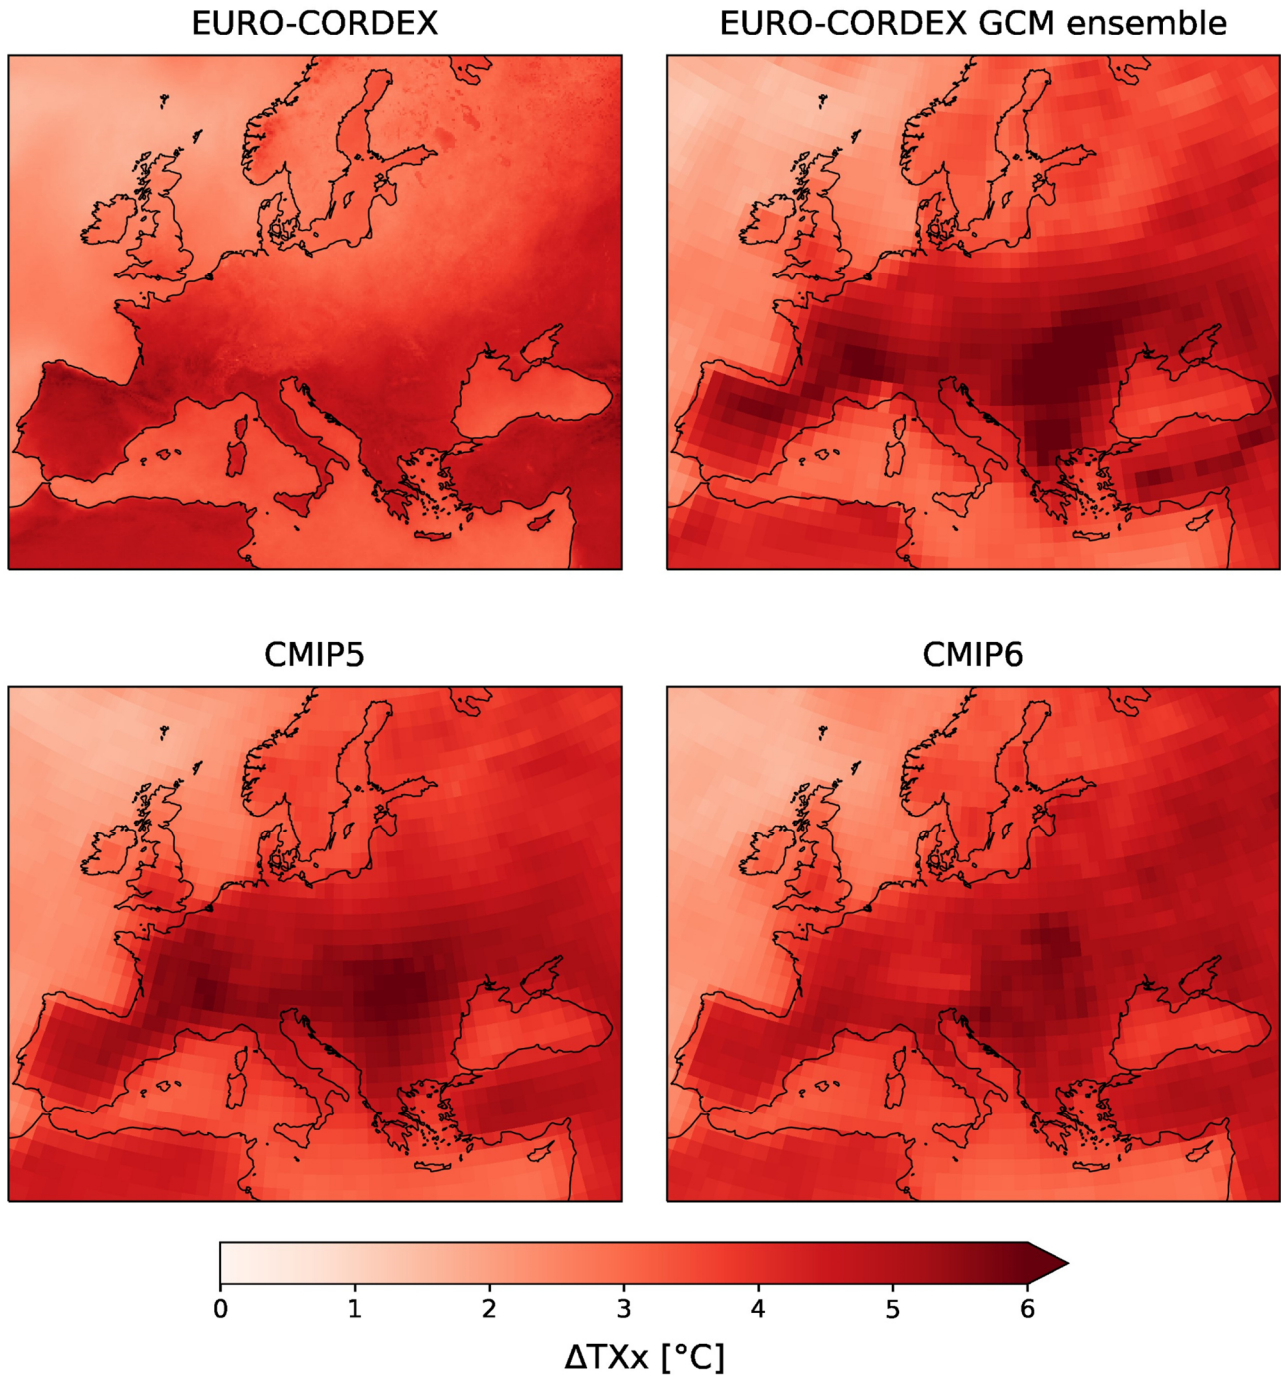 EURO-CORDEX
EURO-CORDEX GCM ensemble
CMIP5
CMIP6
0 1 2 3 4 5 6
ΔTXx [°C]